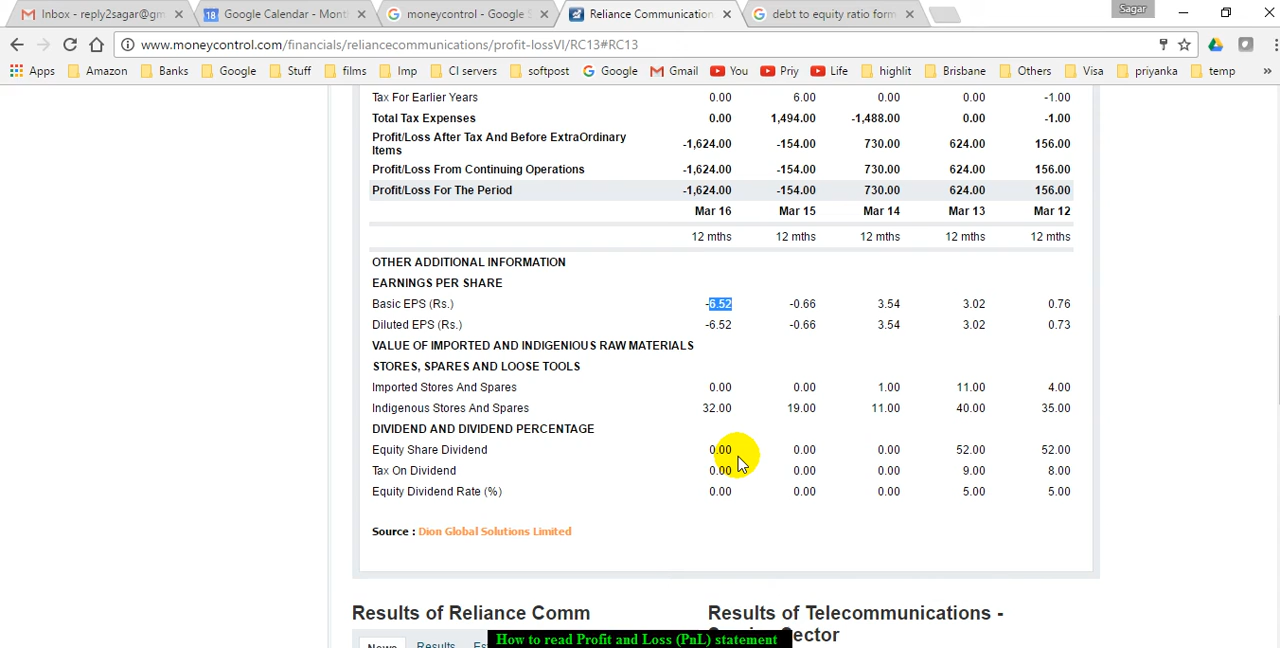 Inbox - reply2sagar@gm
Google Calendar - Mont
moneycontrol - Google S
Reliance Communication
debt to equity ratio form
Sagar
www.moneycontrol.com/financials/reliancecommunications/profit-lossVI/RC13#RC13
Apps Amazon Banks Google Stuff films Imp CI servers softpost Google Gmail You Priy Life highlit Brisbane Others Visa priyanka temp »
Tax For Earlier Years 0.00 6.00 0.00 0.00 -1.00
Total Tax Expenses 0.00 1,494.00 -1,488.00 0.00 -1.00
Profit/Loss After Tax And Before ExtraOrdinary
Items -1,624.00 -154.00 730.00 624.00 156.00
Profit/Loss From Continuing Operations -1,624.00 -154.00 730.00 624.00 156.00
Profit/Loss For The Period -1,624.00 -154.00 730.00 624.00 156.00
Mar 16 Mar 15 Mar 14 Mar 13 Mar 12
12 mths 12 mths 12 mths 12 mths 12 mths
OTHER ADDITIONAL INFORMATION
EARNINGS PER SHARE
Basic EPS (Rs.) -6.52 -0.66 3.54 3.02 0.76
Diluted EPS (Rs.) -6.52 -0.66 3.54 3.02 0.73
VALUE OF IMPORTED AND INDIGENIOUS RAW MATERIALS
STORES, SPARES AND LOOSE TOOLS
Imported Stores And Spares 0.00 0.00 1.00 11.00 4.00
Indigenous Stores And Spares 32.00 19.00 11.00 40.00 35.00
DIVIDEND AND DIVIDEND PERCENTAGE
Equity Share Dividend 0.00 0.00 0.00 52.00 52.00
Tax On Dividend 0.00 0.00 0.00 9.00 8.00
Equity Dividend Rate (%) 0.00 0.00 0.00 5.00 5.00
Source : Dion Global Solutions Limited
Results of Reliance Comm
Results of Telecommunications -
Sector
News Results Es
How to read Profit and Loss (PnL) statement